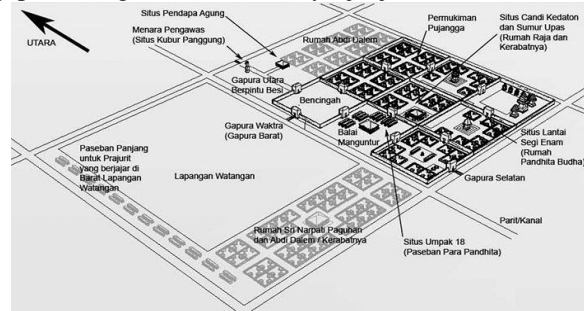 Situs Pendapa Agung
Menara Pengawas
(Situs Kubur Panggung)
UTARA
Rumah Abdi Dalem
Permukiman
Pujangga
Situs Candi Kedaton
dan Sumur Upas
(Rumah Raja dan
Kerabatnya)
Gapura Utara
Berpintu Besi
Bencingah
Gapura Waktra
(Gapura Barat)
Balai
Manguntur
Situs Lantai
Segi Enam
(Rumah
Pandhita Budha)
Paseban Panjang
untuk Prajurit
yang berjajar di
Barat Lapangan
Watangan
Lapangan Watangan
Gapura Selatan
Parit/Kanal
Rumah Sri Narpati Paguhan
dan Abdi Dalem / Kerabatnya
Situs Umpak 18
(Paseban Para Pandhita)